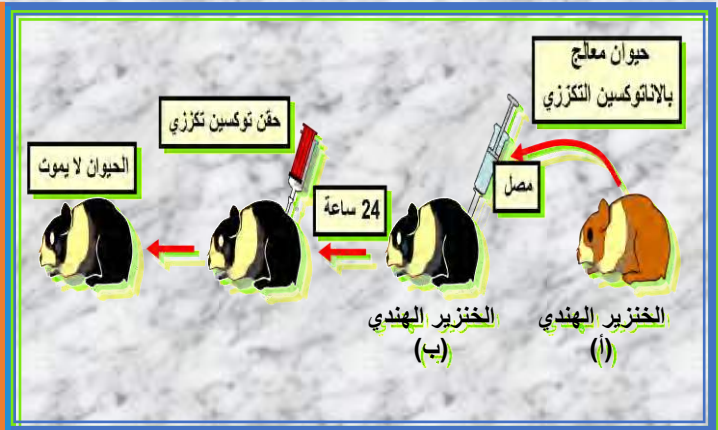 حيوان معالج
بالاناتوكسين التكززي
مصل
حقن توكسين تكززي
24 ساعة
الحيوان لا يموت
الخنزير الهندي
(أ)
الخنزير الهندي
(ب)